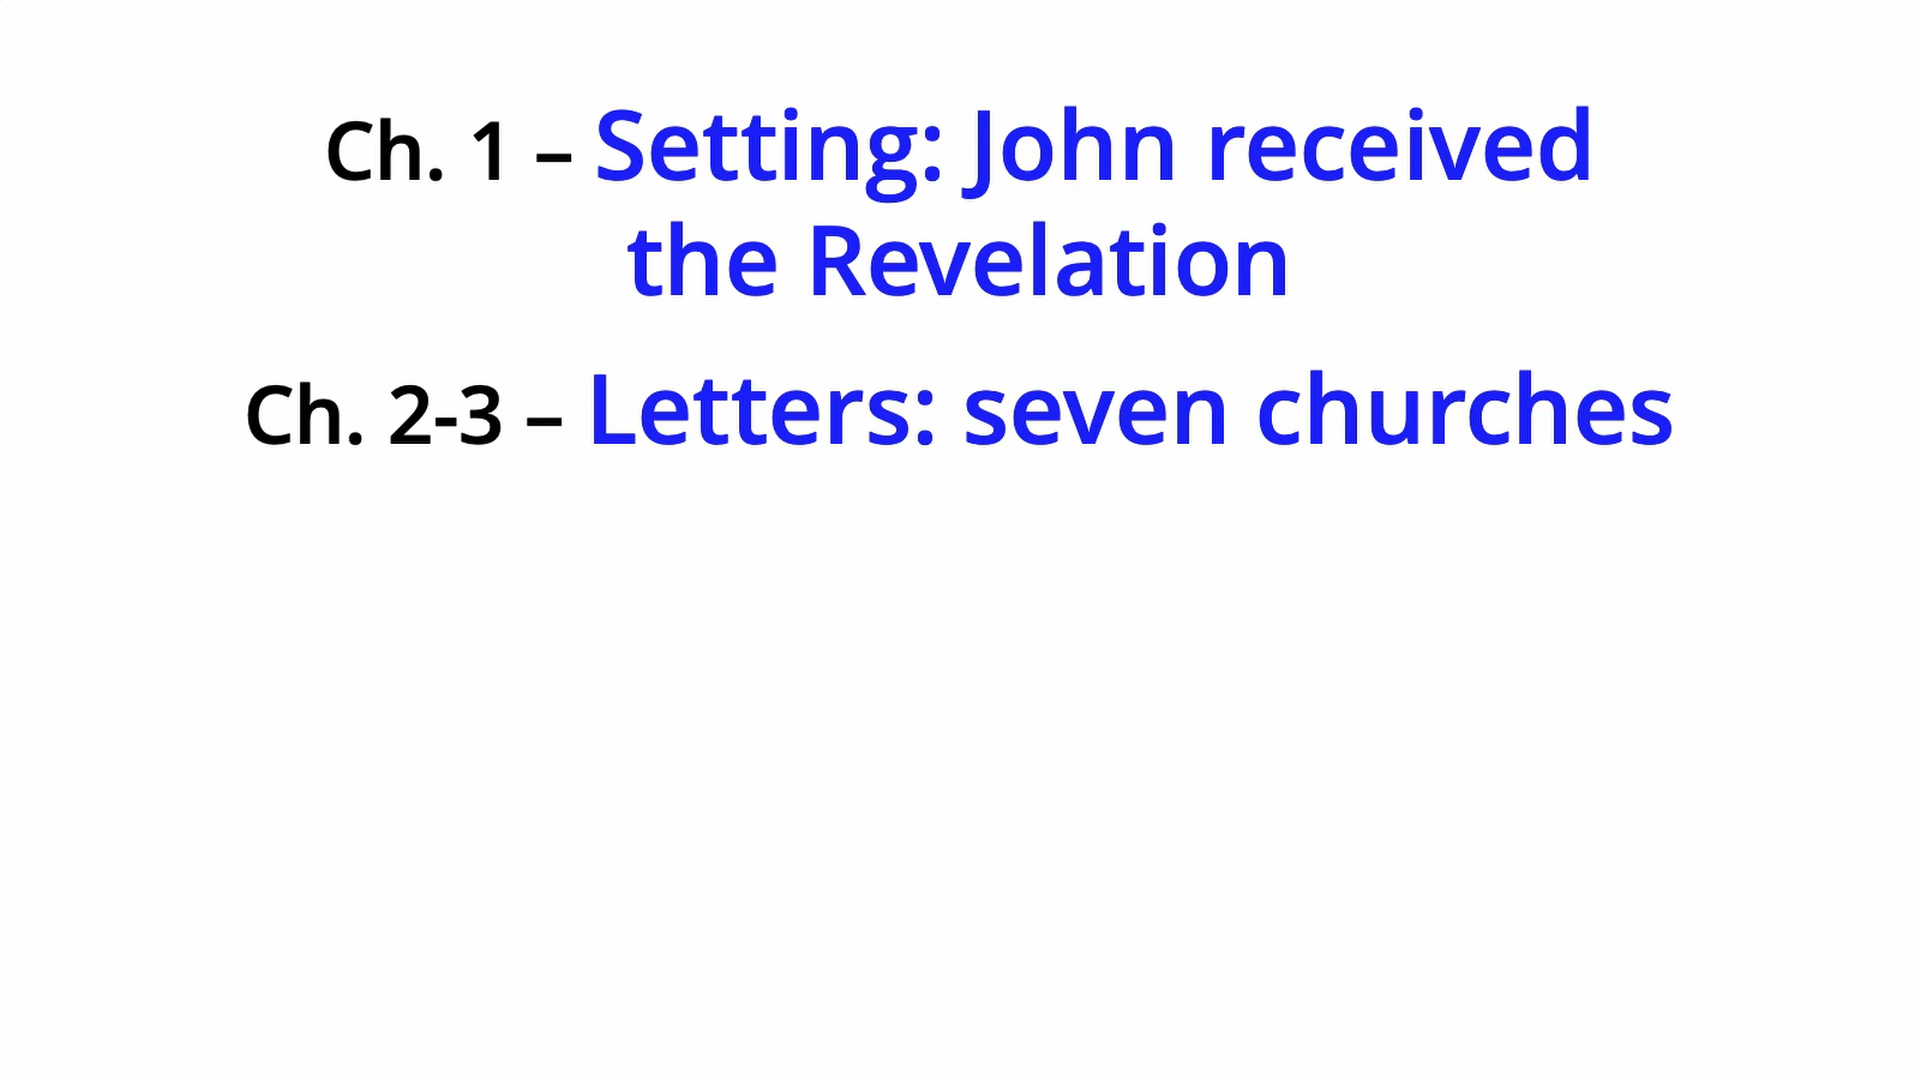 Ch. 1 – Setting: John received
the Revelation
Ch. 2-3 – Letters: seven churches